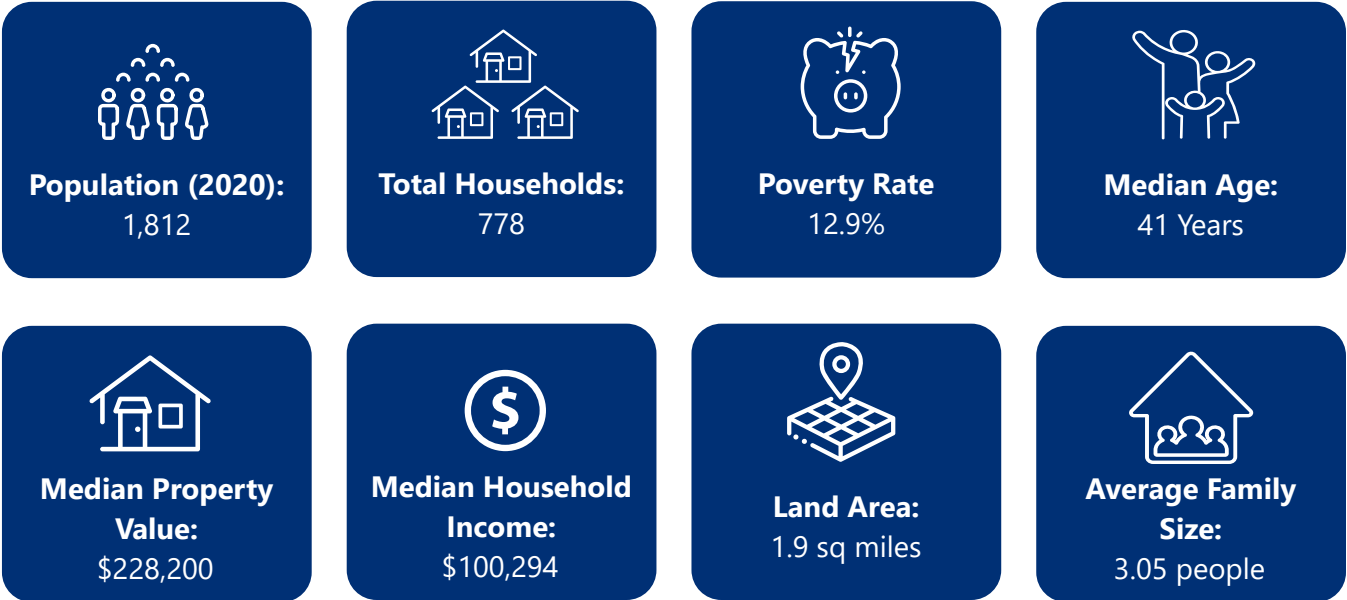 Population (2020):
1,812
Total Households:
778
Poverty Rate
12.9%
Median Age:
41 Years
Median Property
Value:
$228,200
$
Median Household
Income:
$100,294
Land Area:
1.9 sq miles
Average Family
Size:
3.05 people